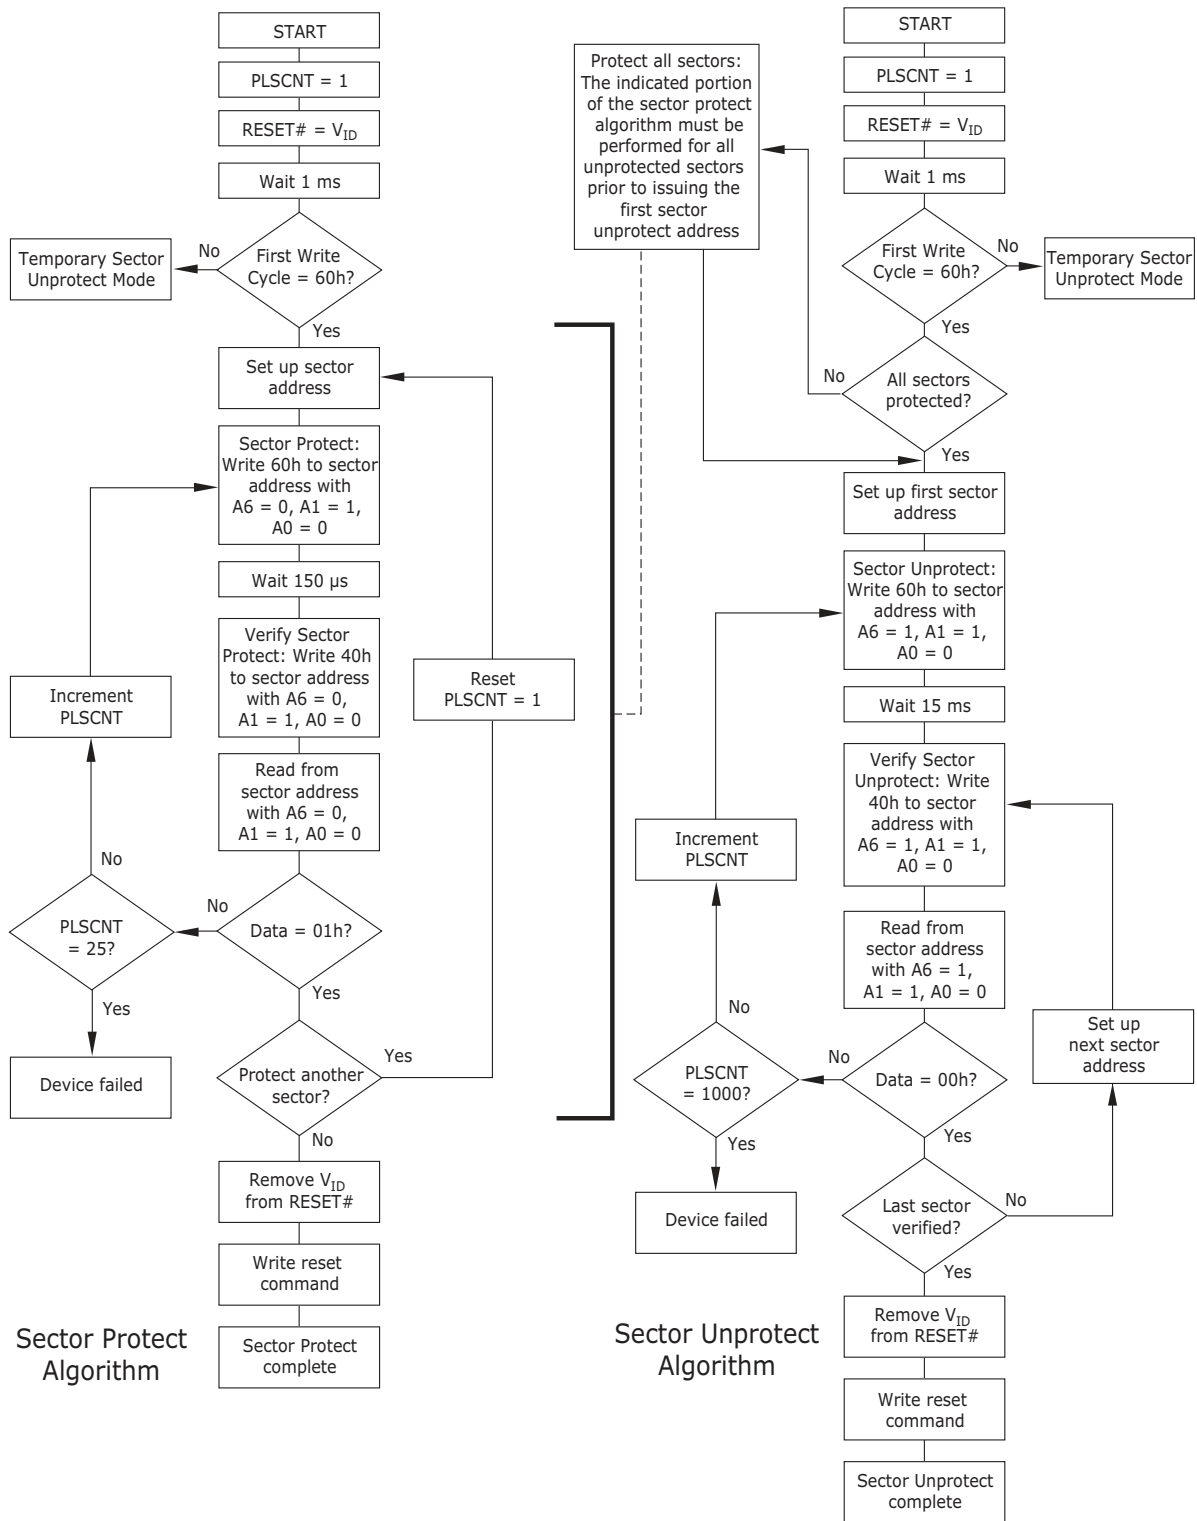 START
PLSCNT = 1
RESET# = VID
Wait 1 ms
First Write
Cycle = 60h?
No
Temporary Sector
Unprotect Mode
Yes
Set up sector
address
Sector Protect:
Write 60h to sector
address with
A6 = 0, A1 = 1,
A0 = 0
Wait 150 µs
Verify Sector
Protect: Write 40h
to sector address
with A6 = 0,
A1 = 1, A0 = 0
Increment
PLSCNT
Reset
PLSCNT = 1
Read from
sector address
with A6 = 0,
A1 = 1, A0 = 0
No
PLSCNT
= 25?
No
Data = 01h?
Yes
Yes
Device failed
Protect another
sector?
Yes
No
Remove VID
from RESET#
Write reset
command
Sector Protect
complete
Sector Protect
Algorithm
Protect all sectors:
The indicated portion
of the sector protect
algorithm must be
performed for all
unprotected sectors
prior to issuing the
first sector
unprotect address
START
PLSCNT = 1
RESET# = VID
Wait 1 ms
First Write
Cycle = 60h?
No
Temporary Sector
Unprotect Mode
Yes
No
All sectors
protected?
Yes
Set up first sector
address
Sector Unprotect:
Write 60h to sector
address with
A6 = 1, A1 = 1,
A0 = 0
Wait 15 ms
Verify Sector
Unprotect: Write
40h to sector
address with
A6 = 1, A1 = 1,
A0 = 0
Increment
PLSCNT
Read from
sector address
with A6 = 1,
A1 = 1, A0 = 0
No
Set up
next sector
address
PLSCNT
= 1000?
No
Data = 00h?
Yes
Yes
Device failed
Last sector
verified?
No
Yes
Remove VID
from RESET#
Write reset
command
Sector Unprotect
complete
Sector Unprotect
Algorithm